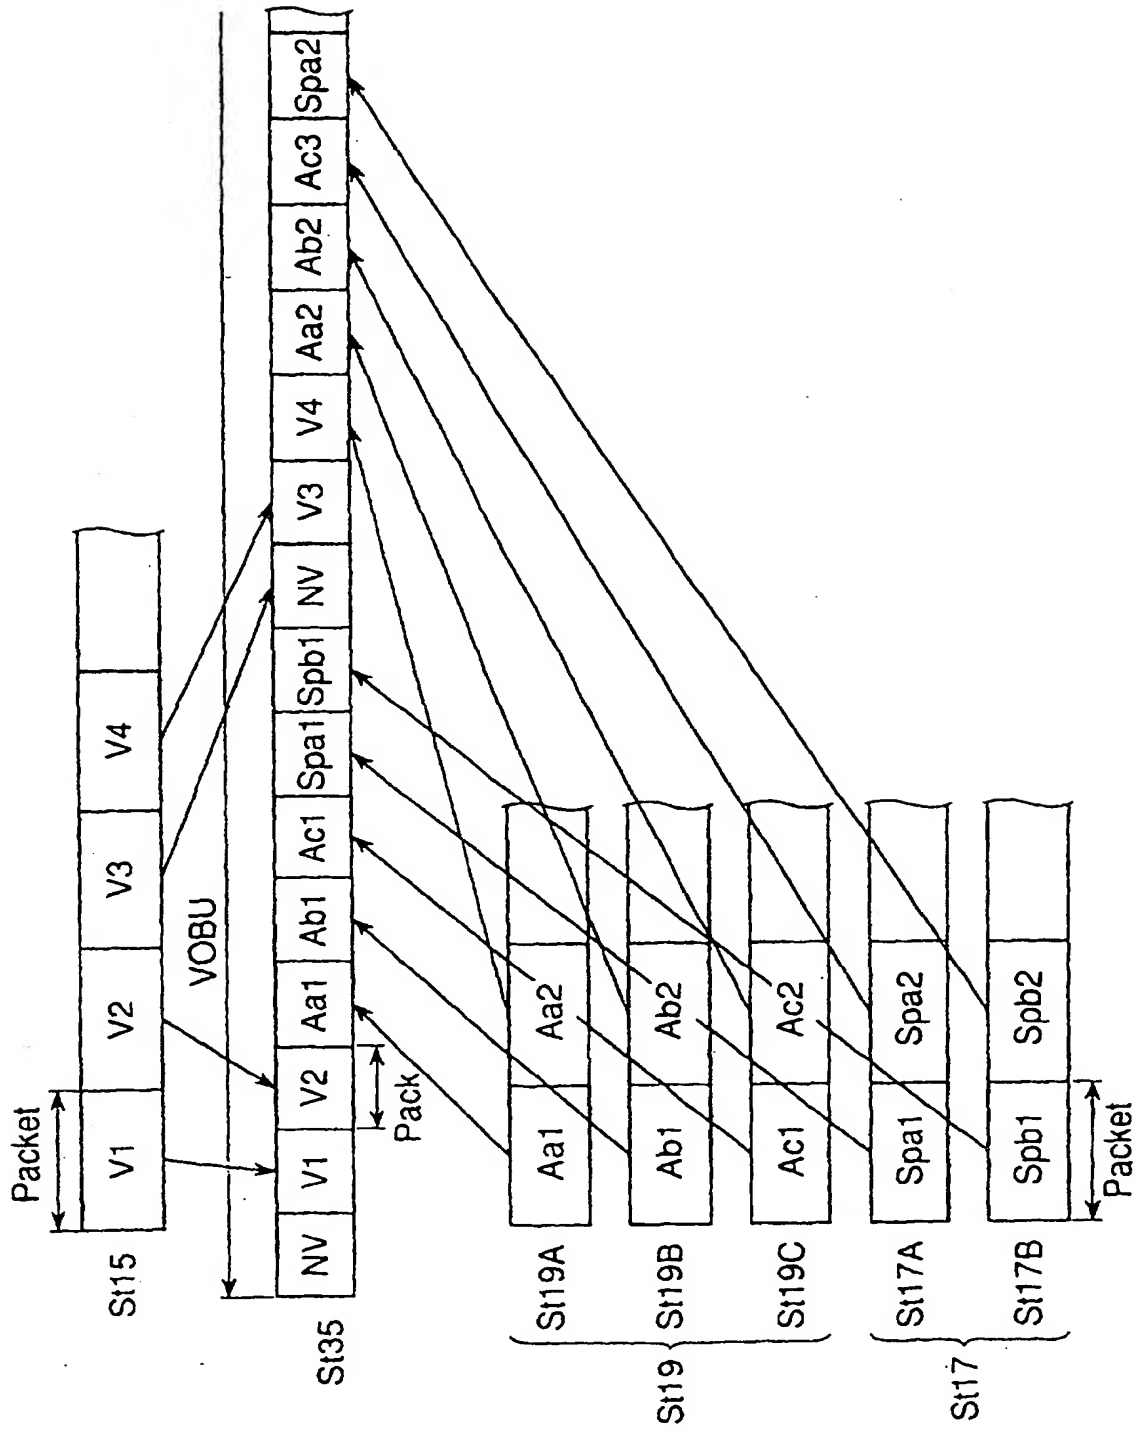 Packet
St15 V1 V2 V3 V4
VOBU
St35 NV V1 V2 Aa1 Ab1 Ac1 Spa1 Spb1 NV V3 V4 Aa2 Ab2 Ac3 Spa2
Pack
St19A Aa1 Aa2
St19B Ab1 Ab2
St19C Ac1 Ac2
St19
St17A Spa1 Spa2
St17B Spb1 Spb2
St17
Packet